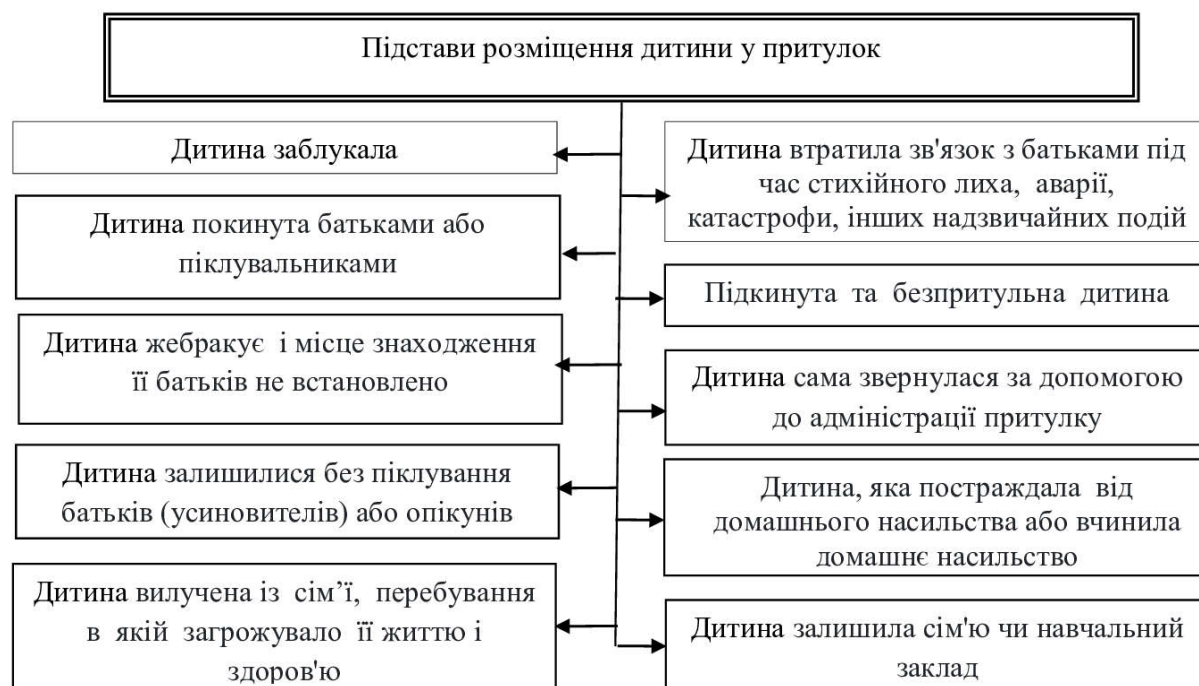 Підстави розміщення дитини у притулок
Дитина заблукала
Дитина покинута батьками або
піклувальниками
Дитина жебракує і місце знаходження
її батьків не встановлено
Дитина залишилися без піклування
батьків (усиновителів) або опікунів
Дитина вилучена із сім’ї, перебування
в якій загрожувало її життю і
здоров'ю
Дитина втратила зв'язок з батьками під
час стихійного лиха, аварії,
катастрофи, інших надзвичайних подій
Підкинута та безпритульна дитина
Дитина сама звернулася за допомогою
до адміністрації притулку
Дитина, яка постраждала від
домашнього насильства або вчинила
домашнє насильство
Дитина залишила сім'ю чи навчальний
заклад